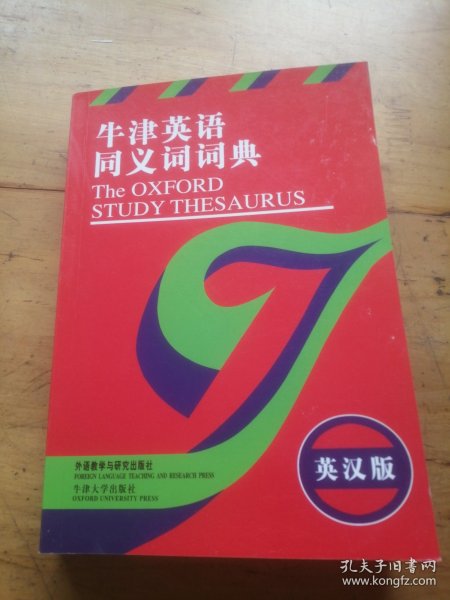 牛津英语
同义词词典
The OXFORD
STUDY THESAURUS
外语教学与研究出版社
FOREIGN LANGUAGE TEACHING AND RESEARCH PRESS
牛津大学出版社
OXFORD UNIVERSITY PRESS
英汉版
孔夫子旧书网
www.kongfz.com